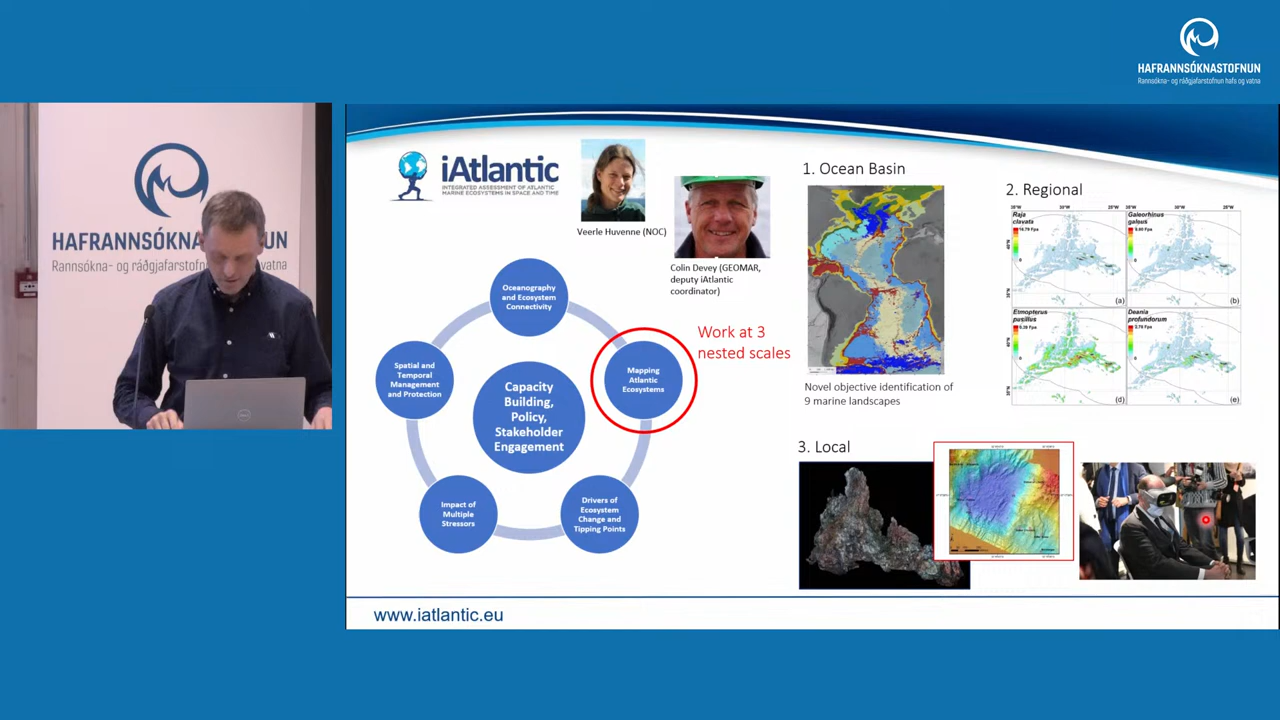 HAFRANNSÓKNASTOFNUN
Rannsókna- og ráðgjafarstofnun hafs og vatna
HAFRANNSÓKNA
UN
Rannsókna- og ráðgjafarstof
vatna
iAtlantic
INTEGRATED ASSESSMENT OF ATLANTIC
MARINE ECOSYSTEMS IN SPACE AND TIME
Veerle Huvenne (NOC)
Colin Devey (GEOMAR,
deputy iAtlantic
coordinator)
Oceanography
and Ecosystem
Connectivity
Spatial and
Temporal
Management
and Protection
Mapping
Atlantic
Ecosystems
Capacity
Building,
Policy,
Stakeholder
Engagement
Impact of
Multiple
Stressors
Drivers of
Ecosystem
Change and
Tipping Points
Work at 3
nested scales
1. Ocean Basin
Novel objective identification of
9 marine landscapes
2. Regional
Raja
clavata
(a)
Galeorhinus
galeus
(b)
Etmopterus
pusillus
(d)
Deania
profundorum
(e)
3. Local
www.iatlantic.eu